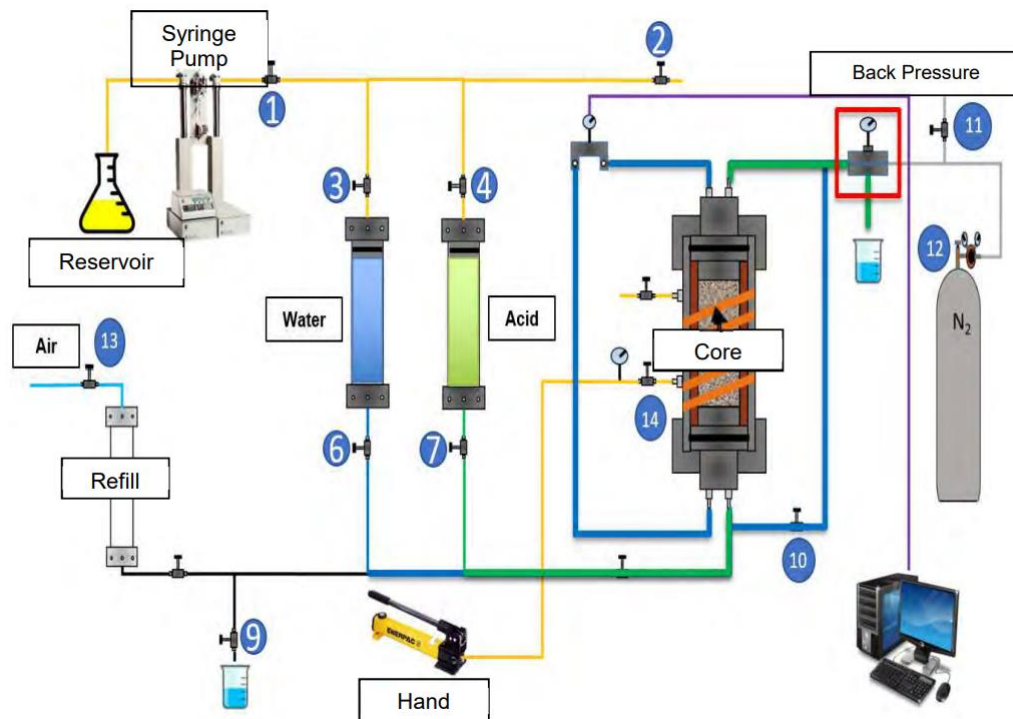 Syringe
Pump
2
Back Pressure
1
11
3
4
Reservoir
12
Water
Acid
N2
Air
13
Core
14
6
7
Refill
10
9
ENERPAC
Hand